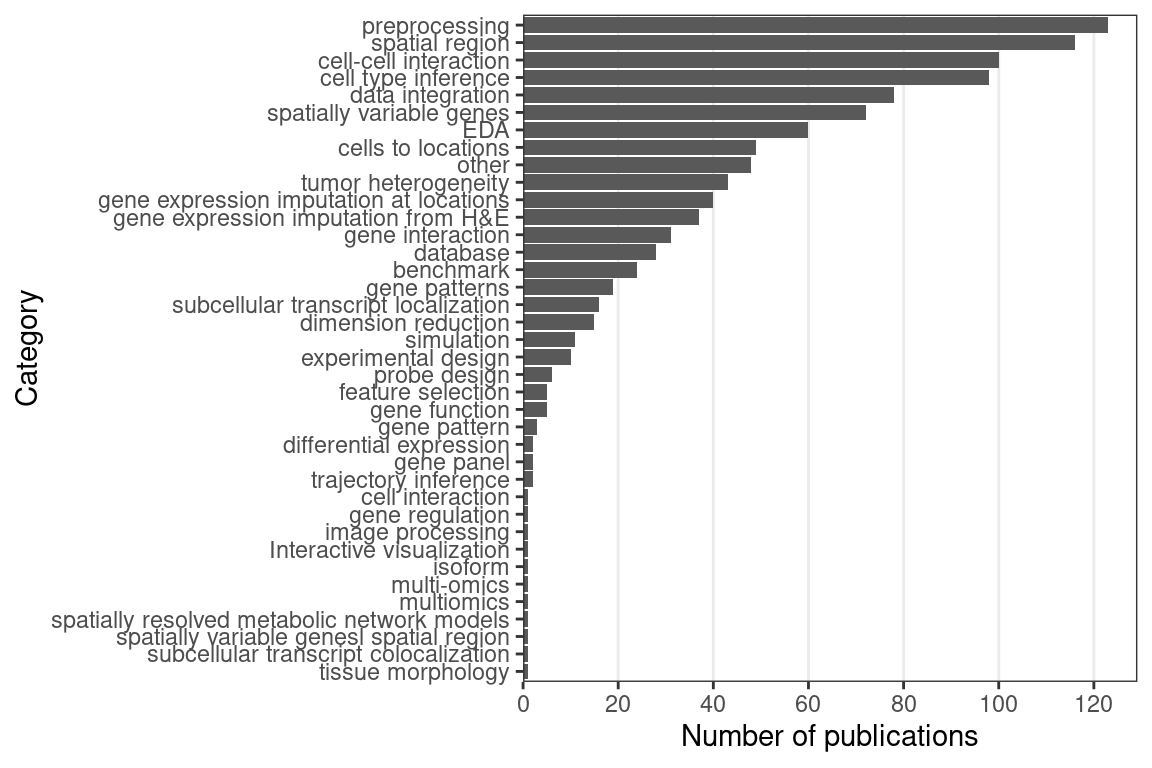 preprocessing
spatial region
cell-cell interaction
cell type inference
data integration
spatially variable genes
EDA
cells to locations
other
tumor heterogeneity
gene expression imputation at locations
gene expression imputation from H&E
gene interaction
database
benchmark
gene patterns
subcellular transcript localization
dimension reduction
simulation
experimental design
probe design
feature selection
gene function
gene pattern
differential expression
gene panel
trajectory inference
cell interaction
gene regulation
image processing
Interactive visualization
isoform
multi-omics
multiomics
spatially resolved metabolic network models
spatially variable genesl spatial region
subcellular transcript colocalization
tissue morphology
Category
0 20 40 60 80 100 120
Number of publications